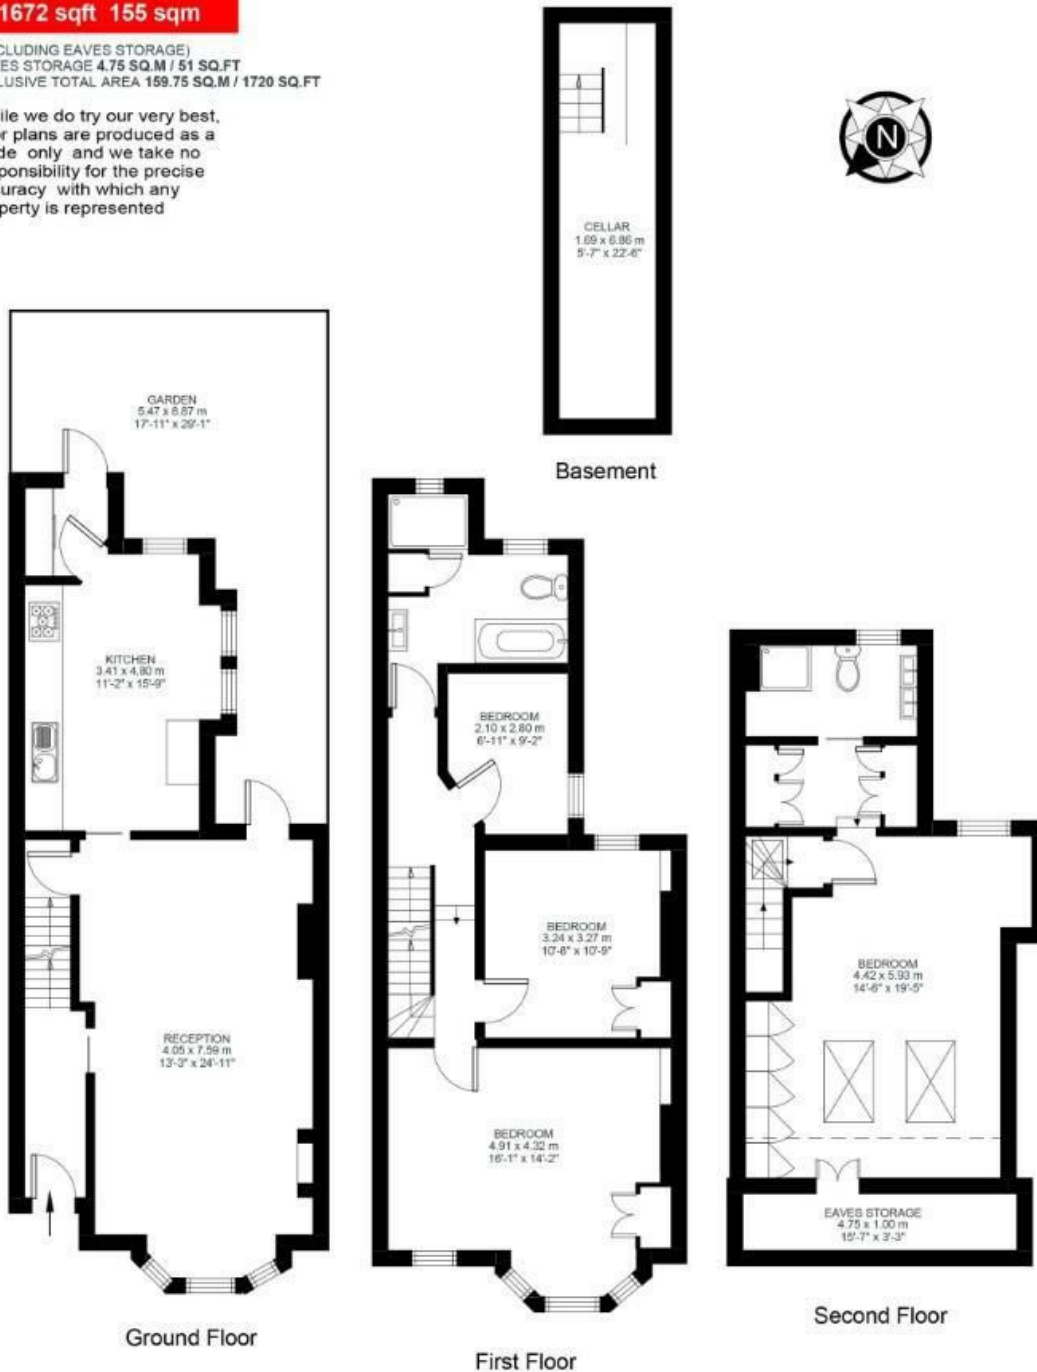 1672 sqft 155 sqm
CLUDING EAVES STORAGE)
ES STORAGE 4.75 SQ.M / 51 SQ.FT
LUSIVE TOTAL AREA 159.75 SQ.M / 1720 SQ.FT
ile we do try our very best,
r plans are produced as a
de only and we take no
ponsibility for the precise
uracy with which any
perty is represented
N
CELLAR
1.69 x 6.86 m
5'-7" x 22'-6"
Basement
GARDEN
5.47 x 8.87 m
17'-11" x 29'-1"
KITCHEN
3.41 x 4.80 m
11'-2" x 15'-9"
RECEPTION
4.05 x 7.59 m
13'-3" x 24'-11"
Ground Floor
BEDROOM
2.10 x 2.80 m
6'-11" x 9'-2"
BEDROOM
3.24 x 3.27 m
10'-8" x 10'-9"
BEDROOM
4.91 x 4.32 m
16'-1" x 14'-2"
First Floor
BEDROOM
4.42 x 5.93 m
14'-6" x 19'-5"
EAVES STORAGE
4.75 x 1.00 m
15'-7" x 3'-3"
Second Floor